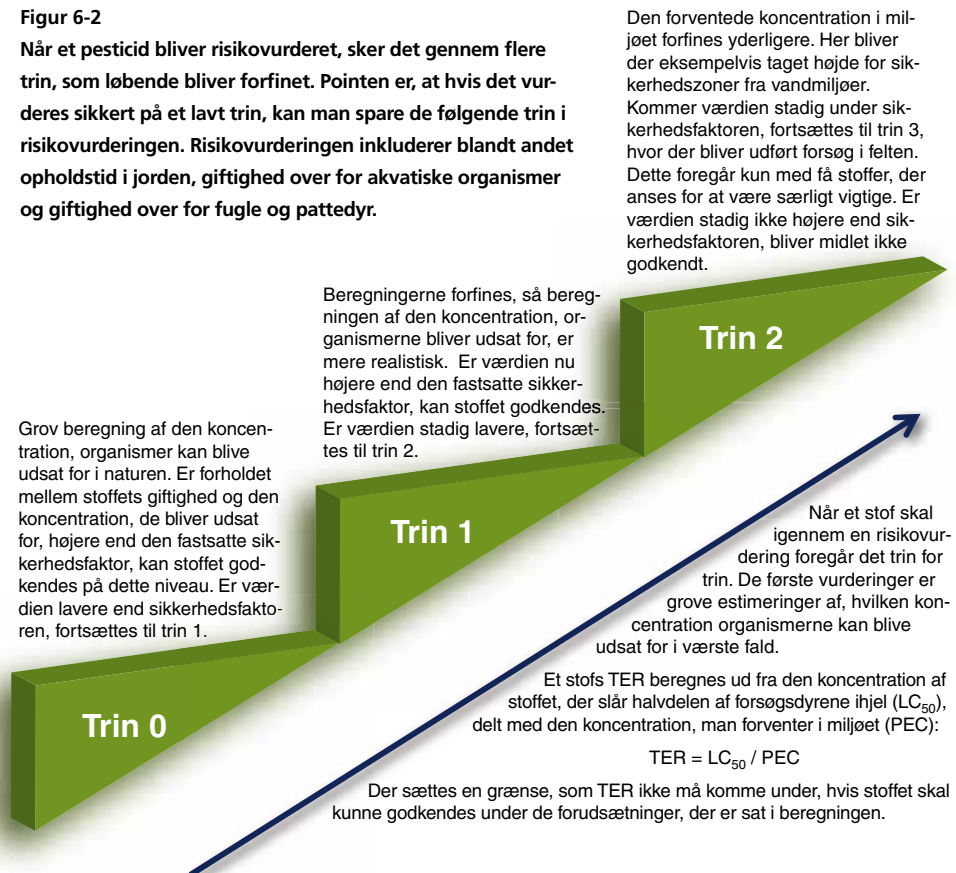 Figur 6-2
Når et pesticid bliver risikovurderet, sker det gennem flere
trin, som løbende bliver forfinet. Pointen er, at hvis det vur-
deres sikkert på et lavt trin, kan man spare de følgende trin i
risikovurderingen. Risikovurderingen inkluderer blandt andet
opholdstid i jorden, giftighed over for akvatiske organismer
og giftighed over for fugle og pattedyr.
Grov beregning af den koncen-
tration, organismer kan blive
udsat for i naturen. Er forholdet
mellem stoffets giftighed og den
koncentration, de bliver udsat
for, højere end den fastsatte sik-
kerhedsfaktor, kan stoffet god-
kendes på dette niveau. Er vær-
dien lavere end sikkerhedsfakto-
ren, fortsættes til trin 1.
Trin 0
Beregningerne forfines, så bereg-
ningen af den koncentration, or-
ganismerne bliver udsat for, er
mere realistisk. Er værdien nu
højere end den fastsatte sikker-
hedsfaktor, kan stoffet godkendes.
Er værdien stadig lavere, fortsæt-
tes til trin 2.
Trin 1
Den forventede koncentration i mil-
jøet forfines yderligere. Her bliver
der eksempelvis taget højde for sik-
kerhedszoner fra vandmiljøer.
Kommer værdien stadig under sik-
kerhedsfaktoren, fortsættes til trin 3,
hvor der bliver udført forsøg i felten.
Dette foregår kun med få stoffer, der
anses for at være særligt vigtige. Er
værdien stadig ikke højere end sik-
kerhedsfaktoren, bliver midlet ikke
godkendt.
Trin 2
Når et stof skal
igennem en risikovur-
dering foregår det trin for
trin. De første vurderinger er
grove estimeringer af, hvilken kon-
centration organismerne kan blive
udsat for i værste fald.
Et stofs TER beregnes ud fra den koncentration af
stoffet, der slår halvdelen af forsøgsdyrene ihjel (LC₅₀),
delt med den koncentration, man forventer i miljøet (PEC):
TER = LC₅₀ / PEC
Der sættes en grænse, som TER ikke må komme under, hvis stoffet skal
kunne godkendes under de forudsætninger, der er sat i beregningen.